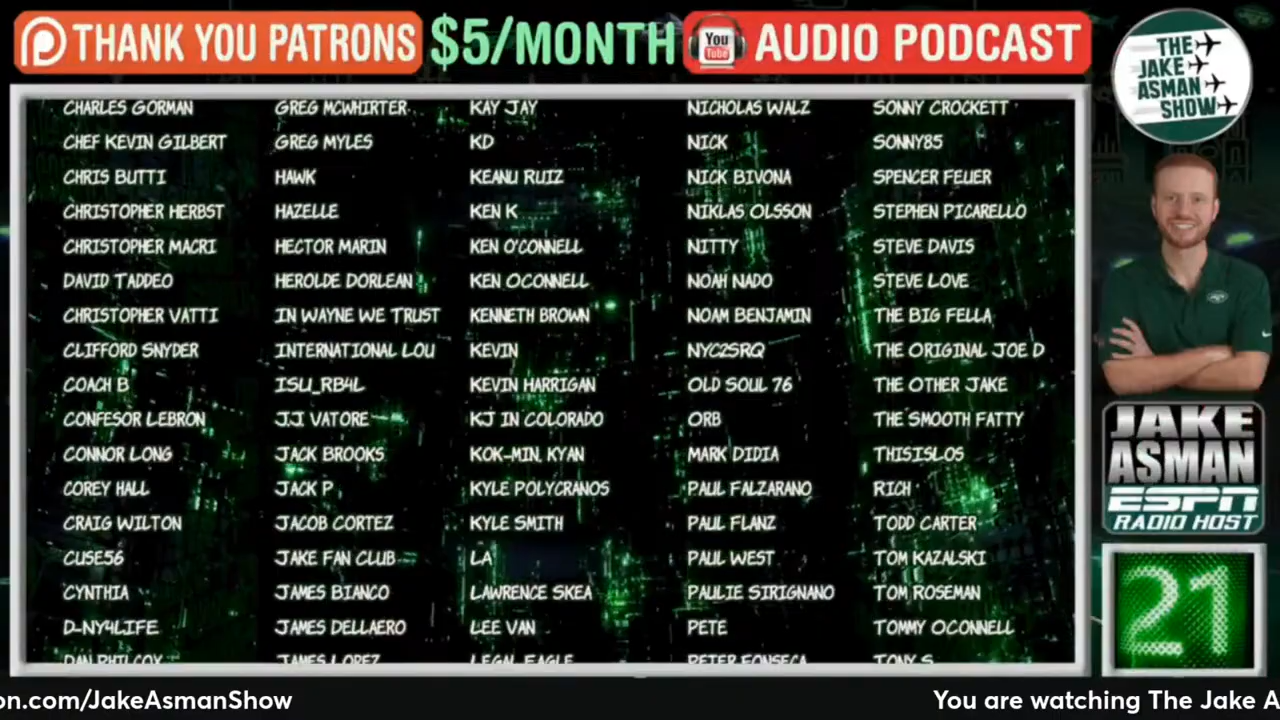 THANK YOU PATRONS $5/MONTH You Tube AUDIO PODCAST
THE JAKE ASMAN SHOW
CHARLES GORMAN GREG MCWHIRTER KAY JAY NICHOLAS WALZ SONNY CROCKETT
CHEF KEVIN GILBERT GREG MYLES KD NICK SONNY85
CHRIS BUTTI HAWK KEANU RUIZ NICK BIVONA SPENCER FEUER
CHRISTOPHER HERBST HAZELLE KEN K NIKLAS OLSSON STEPHEN PICARELLO
CHRISTOPHER MACRI HECTOR MARIN KEN O'CONNELL NITTY STEVE DAVIS
DAVID TADDEO HEROLDE DORLEAN KEN OCONNELL NOAH NADO STEVE LOVE
CHRISTOPHER VATTI IN WAYNE WE TRUST KENNETH BROWN NOAM BENJAMIN THE BIG FELLA
CLIFFORD SNYDER INTERNATIONAL LOU KEVIN NYC2SRQ THE ORIGINAL JOE D
COACH B ISU_RB4L KEVIN HARRIGAN OLD SOUL 76 THE OTHER JAKE
CONFESOR LEBRON J.J. VATORE KJ IN COLORADO ORB THE SMOOTH FATTY
CONNOR LONG JACK BROOKS KOK-MIN, KYAN MARK DIDIA THISISLOS
COREY HALL JACK P KYLE POLYCRANOS PAUL FALZARANO RICH
CRAIG WILTON JACOB CORTEZ KYLE SMITH PAUL FLANZ TODD CARTER
CUSE56 JAKE FAN CLUB LA PAUL WEST TOM KAZALSKI
CYNTHIA JAMES BIANCO LAWRENCE SKEA PAULIE SIRIGNANO TOM ROSEMAN
D-NY4LIFE JAMES DELLAERO LEE VAN PETE TOMMY OCONNELL
DAN PHILCOX JAMES LOPEZ LEGAL EAGLE PETER FONSECA TONY S
JAKE
ASMAN
ESPN
RADIO HOST
21
on.com/JakeAsmanShow You are watching The Jake A